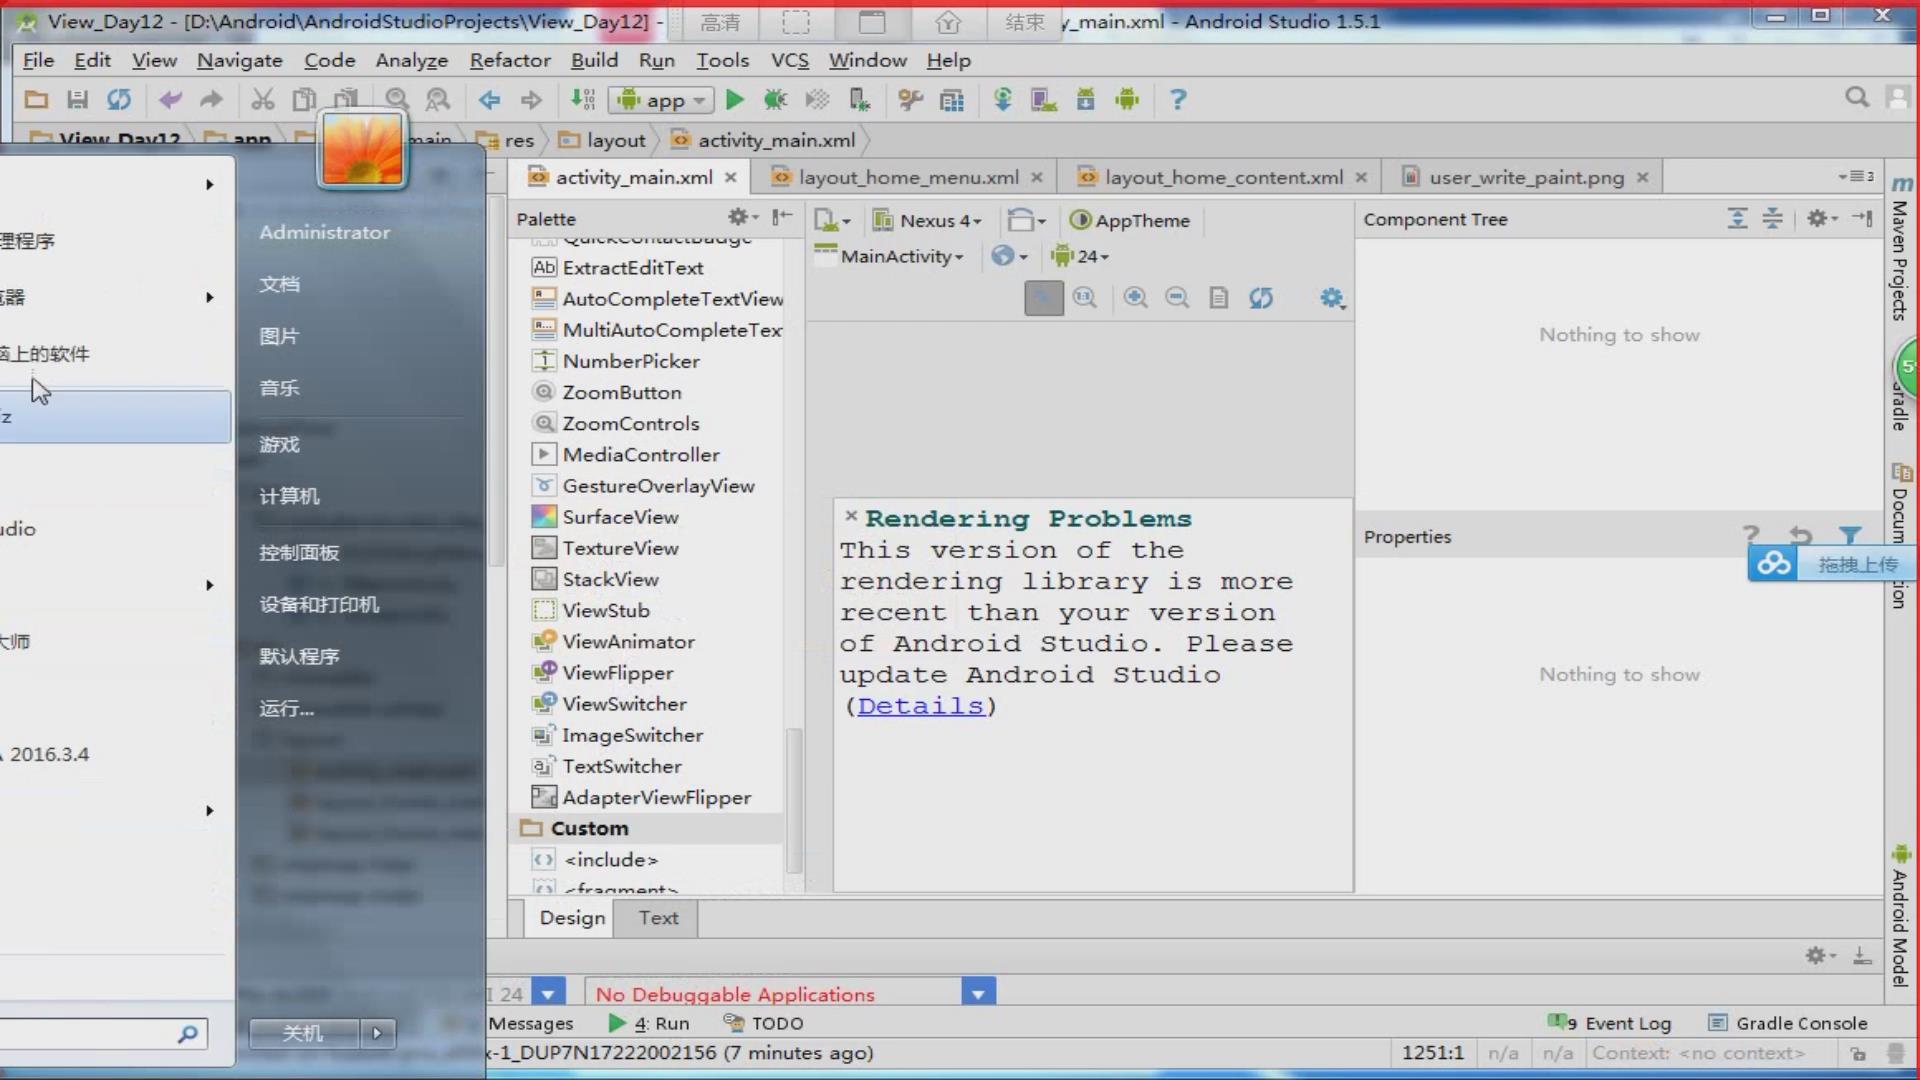 View_Day12 - [D:\Android\AndroidStudioProjects\View_Day12] -
高清
结束
y_main.xml - Android Studio 1.5.1
File Edit View Navigate Code Analyze Refactor Build Run Tools VCS Window Help
app
View_Day12 app main res layout activity_main.xml
activity_main.xml layout_home_menu.xml layout_home_content.xml user_write_paint.png
3
Palette
Nexus 4 AppTheme
MainActivity 24
QuickContactBadge
ExtractEditText
AutoCompleteTextView
MultiAutoCompleteTex
NumberPicker
ZoomButton
ZoomControls
MediaController
GestureOverlayView
SurfaceView
TextureView
StackView
ViewStub
ViewAnimator
ViewFlipper
ViewSwitcher
ImageSwitcher
TextSwitcher
AdapterViewFlipper
Custom
<include>
<fragment>
Rendering Problems
This version of the
rendering library is more
recent than your version
of Android Studio. Please
update Android Studio
(Details)
Component Tree
Nothing to show
Properties
Nothing to show
拖拽上传
Maven Projects
Android Model
理程序
脑上的软件
z
udio
大师
2016.3.4
Administrator
文档
图片
音乐
游戏
计算机
控制面板
设备和打印机
默认程序
运行...
关机
Design Text
I 24
No Debuggable Applications
Messages 4: Run TODO
9 Event Log Gradle Console
x-1_DUP7N17222002156 (7 minutes ago)
1251:1 n/a n/a Context: <no context>